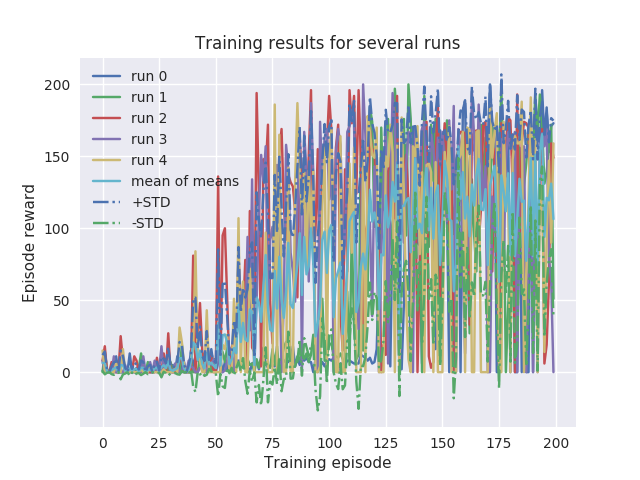 Training results for several runs
200
150
100
50
0
Episode reward
run 0
run 1
run 2
run 3
run 4
mean of means
+STD
-STD
0
25
50
75
100
125
150
175
200
Training episode